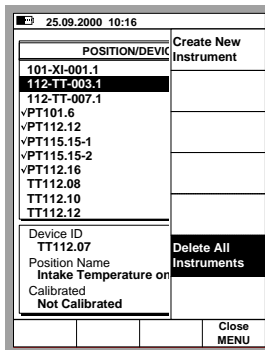 25.09.2000 10:16
POSITION/DEVIC
Create New
Instrument
101-XI-001.1
112-TT-003.1
112-TT-007.1
√PT101.6
√PT112.12
√PT115.15-1
√PT115.15-2
√PT112.16
TT112.08
TT112.10
TT112.12
Device ID
TT112.07
Position Name
Intake Temperature on
Calibrated
Not Calibrated
Delete All
Instruments
Close
MENU